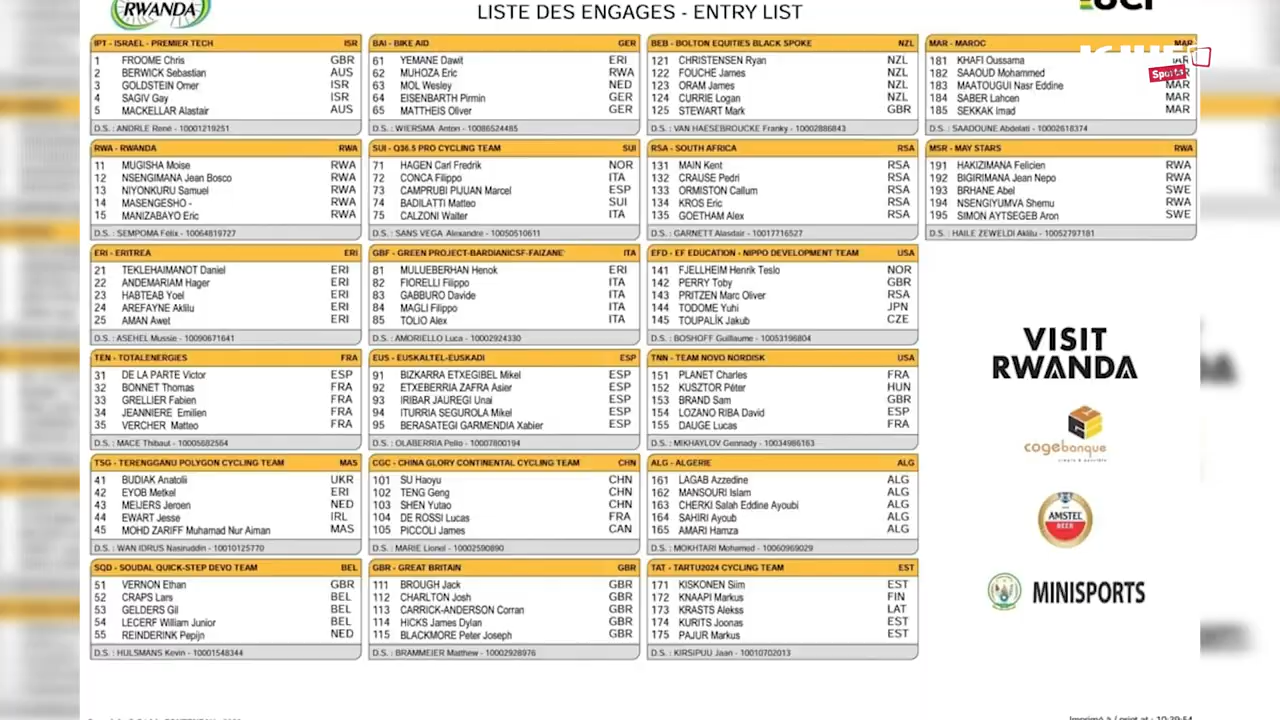 RWANDA
LISTE DES ENGAGES - ENTRY LIST
UCI
IGIHE
Sports
IPT - ISRAEL - PREMIER TECH ISR
1 FROOME Chris GBR
2 BERWICK Sebastian AUS
3 GOLDSTEIN Omer ISR
4 SAGIV Gay ISR
5 MACKELLAR Alastair AUS
D.S. : ANDRLE René - 10001219251
RWA - RWANDA RWA
11 MUGISHA Moise RWA
12 NSENGIMANA Jean Bosco RWA
13 NIYONKURU Samuel RWA
14 MASENGESHO - RWA
15 MANIZABAYO Eric RWA
D.S. : SEMPOMA Félix - 10064819727
ERI - ERITREA ERI
21 TEKLEHAIMANOT Daniel ERI
22 ANDEMARIAM Hager ERI
23 HABTEAB Yoel ERI
24 AREFAYNE Aklilu ERI
25 AMAN Awet ERI
D.S. : ASEHEL Mussie - 10090671641
TEN - TOTALENERGIES FRA
31 DE LA PARTE Victor ESP
32 BONNET Thomas FRA
33 GRELLIER Fabien FRA
34 JEANNIERE Emilien FRA
35 VERCHER Matteo FRA
D.S. : MACE Thibaut - 10005682564
TSG - TERENGGANU POLYGON CYCLING TEAM MAS
41 BUDIAK Anatolii UKR
42 EYOB Metkel ERI
43 MEIJERS Jeroen NED
44 EWART Jesse IRL
45 MOHD ZARIFF Muhamad Nur Aiman MAS
D.S. : WAN IDRUS Nasiruddin - 10010125770
SQD - SOUDAL QUICK-STEP DEVO TEAM BEL
51 VERNON Ethan GBR
52 CRAPS Lars BEL
53 GELDERS Gil BEL
54 LECERF William Junior BEL
55 REINDERINK Pepijn NED
D.S. : HULSMANS Kevin - 10001548344
BAI - BIKE AID GER
61 YEMANE Dawit ERI
62 MUHOZA Eric RWA
63 MOL Wesley NED
64 EISENBARTH Pirmin GER
65 MATTHEIS Oliver GER
D.S. : WIERSMA Anton - 10086524485
SUI - Q36.5 PRO CYCLING TEAM SUI
71 HAGEN Carl Fredrik NOR
72 CONCA Filippo ITA
73 CAMPRUBI PIJUAN Marcel ESP
74 BADILATTI Matteo SUI
75 CALZONI Walter ITA
D.S. : SANS VEGA Alexandre - 10050510611
GBF - GREEN PROJECT-BARDIANICSF-FAIZANE' ITA
81 MULUEBERHAN Henok ERI
82 FIORELLI Filippo ITA
83 GABBURO Davide ITA
84 MAGLI Filippo ITA
85 TOLIO Alex ITA
D.S. : AMORIELLO Luca - 10002924330
EUS - EUSKALTEL-EUSKADI ESP
91 BIZKARRA ETXEGIBEL Mikel ESP
92 ETXEBERRIA ZAFRA Asier ESP
93 IRIBAR JAUREGI Unai ESP
94 ITURRIA SEGUROLA Mikel ESP
95 BERASATEGI GARMENDIA Xabier ESP
D.S. : OLABERRIA Pello - 10007800194
CGC - CHINA GLORY CONTINENTAL CYCLING TEAM CHN
101 SU Haoyu CHN
102 TENG Geng CHN
103 SHEN Yutao CHN
104 DE ROSSI Lucas FRA
105 PICCOLI James CAN
D.S. : MARIE Lionel - 10002590890
GBR - GREAT BRITAIN GBR
111 BROUGH Jack GBR
112 CHARLTON Josh GBR
113 CARRICK-ANDERSON Corran GBR
114 HICKS James Dylan GBR
115 BLACKMORE Peter Joseph GBR
D.S. : BRAMMEIER Matthew - 10002928976
BEB - BOLTON EQUITIES BLACK SPOKE NZL
121 CHRISTENSEN Ryan NZL
122 FOUCHE James NZL
123 ORAM James NZL
124 CURRIE Logan NZL
125 STEWART Mark GBR
D.S. : VAN HAESEBROUCKE Franky - 10002886843
RSA - SOUTH AFRICA RSA
131 MAIN Kent RSA
132 CRAUSE Pedri RSA
133 ORMISTON Callum RSA
134 KROS Eric RSA
135 GOETHAM Alex RSA
D.S. : GARNETT Alasdair - 10017716527
EFD - EF EDUCATION - NIPPO DEVELOPMENT TEAM USA
141 FJELLHEIM Henrik Teslo NOR
142 PERRY Toby GBR
143 PRITZEN Marc Oliver RSA
144 TODOME Yuhi JPN
145 TOUPALÍK Jakub CZE
D.S. : BOSHOFF Guillaume - 10053196804
TNN - TEAM NOVO NORDISK USA
151 PLANET Charles FRA
152 KUSZTOR Péter HUN
153 BRAND Sam GBR
154 LOZANO RIBA David ESP
155 DAUGE Lucas FRA
D.S. : MIKHAYLOV Gennady - 10034986163
ALG - ALGERIE ALG
161 LAGAB Azzedine ALG
162 MANSOURI Islam ALG
163 CHERKI Salah Eddine Ayoubi ALG
164 SAHIRI Ayoub ALG
165 AMARI Hamza ALG
D.S. : MOKHTARI Mohamed - 10060969029
TAT - TARTU2024 CYCLING TEAM EST
171 KISKONEN Siim EST
172 KNAAPI Markus FIN
173 KRASTS Alekss LAT
174 KURITS Joonas EST
175 PAJUR Markus EST
D.S. : KIRSIPUU Jaan - 10010702013
MAR - MAROC MAR
181 KHAFI Oussama MAR
182 SAAOUD Mohammed
183 MAATOUGUI Nasr Eddine MAR
184 SABER Lahcen MAR
185 SEKKAK Imad MAR
D.S. : SAADOUNE Abdelati - 10002618374
MSR - MAY STARS RWA
191 HAKIZIMANA Felicien RWA
192 BIGIRIMANA Jean Nepo RWA
193 BRHANE Abel SWE
194 NSENGIYUMVA Shemu RWA
195 SIMON AYTSEGEB Aron SWE
D.S. : HAILE ZEWELDI Aklilu - 10052797181
VISIT
RWANDA
cogebanque
AMSTEL
BEER
MINISPORTS